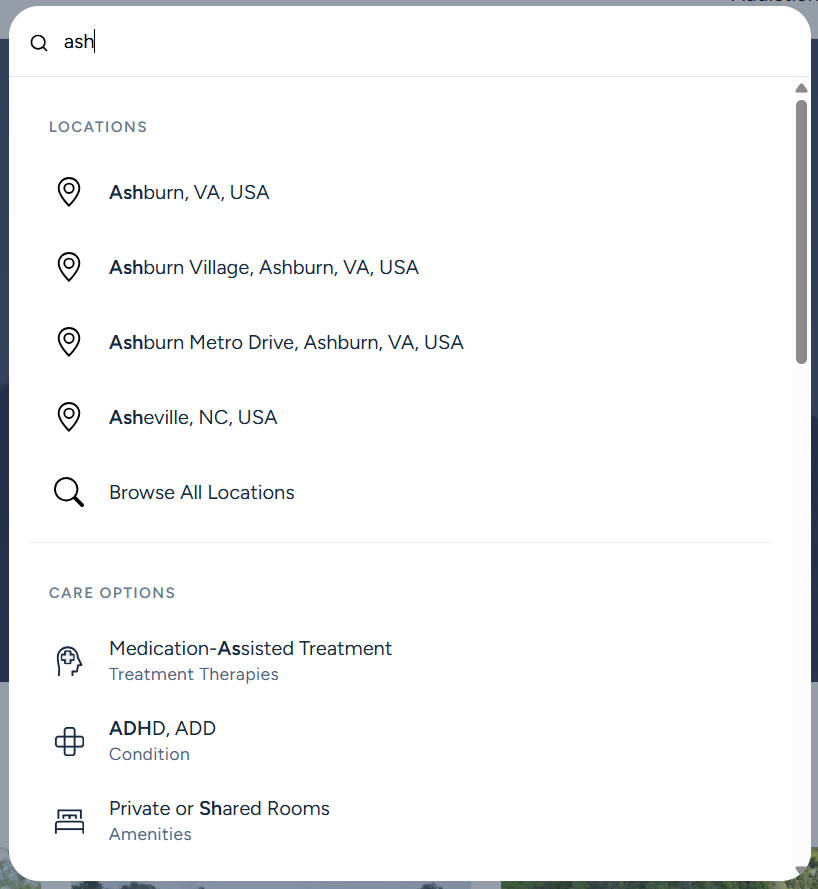 ash
LOCATIONS
Ashburn, VA, USA
Ashburn Village, Ashburn, VA, USA
Ashburn Metro Drive, Ashburn, VA, USA
Asheville, NC, USA
Browse All Locations
CARE OPTIONS
Medication-Assisted Treatment
Treatment Therapies
ADHD, ADD
Condition
Private or Shared Rooms
Amenities